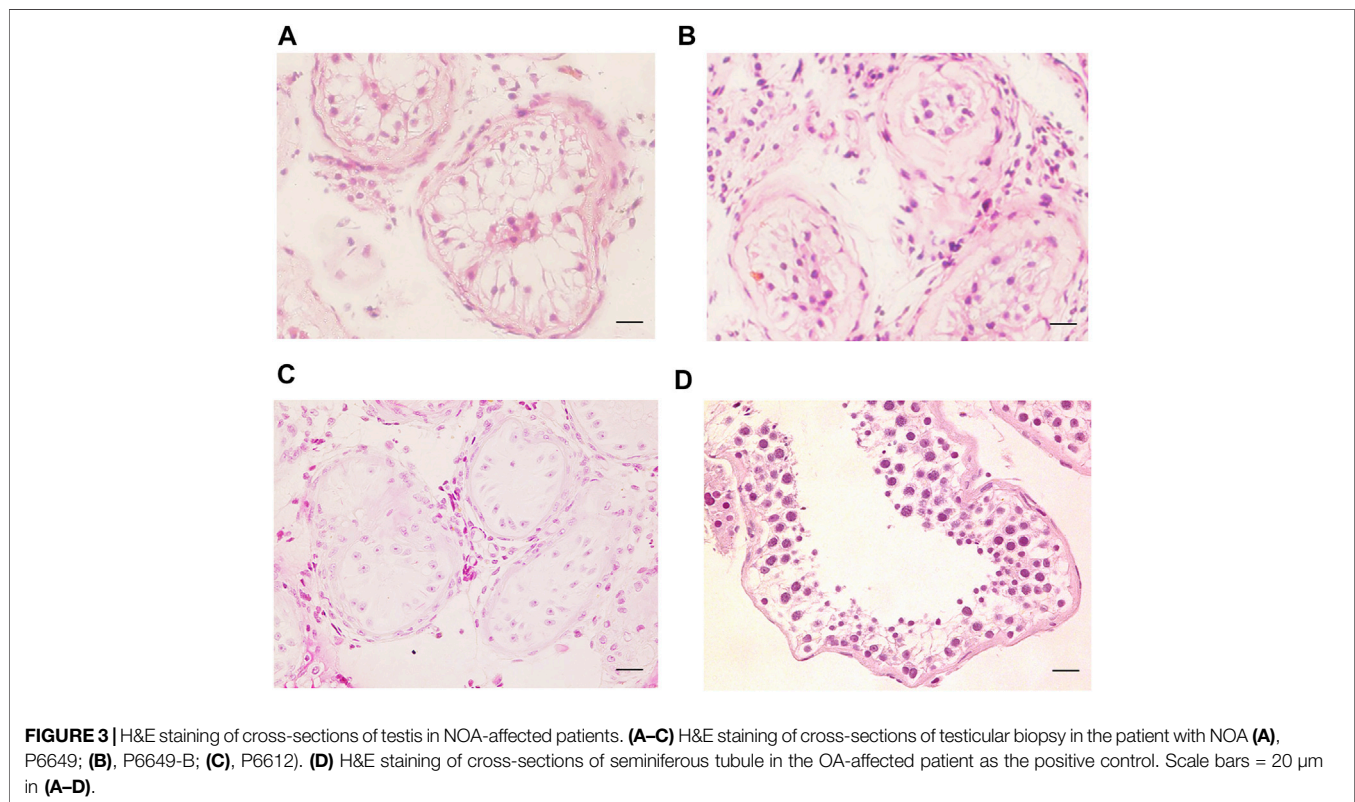 A
B
C
D
FIGURE 3 | H&E staining of cross-sections of testis in NOA-affected patients. (A–C) H&E staining of cross-sections of testicular biopsy in the patient with NOA (A),
P6649; (B), P6649-B; (C), P6612). (D) H&E staining of cross-sections of seminiferous tubule in the OA-affected patient as the positive control. Scale bars = 20 µm
in (A–D).